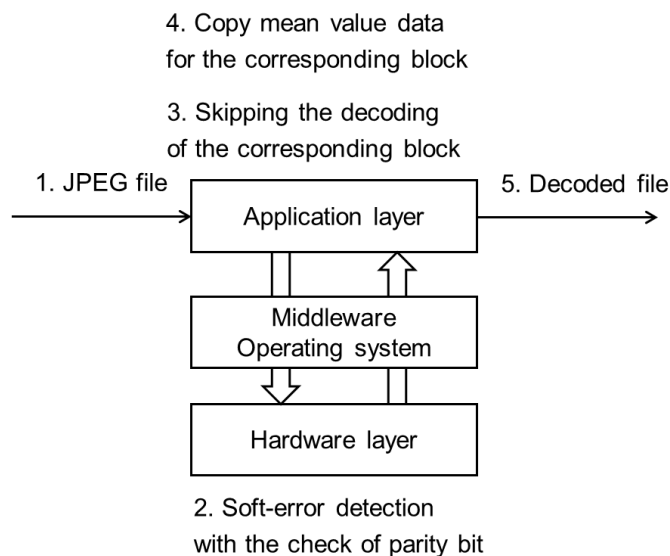 4. Copy mean value data
for the corresponding block
3. Skipping the decoding
of the corresponding block
1. JPEG file
5. Decoded file
Application layer
Middleware
Operating system
Hardware layer
2. Soft-error detection
with the check of parity bit